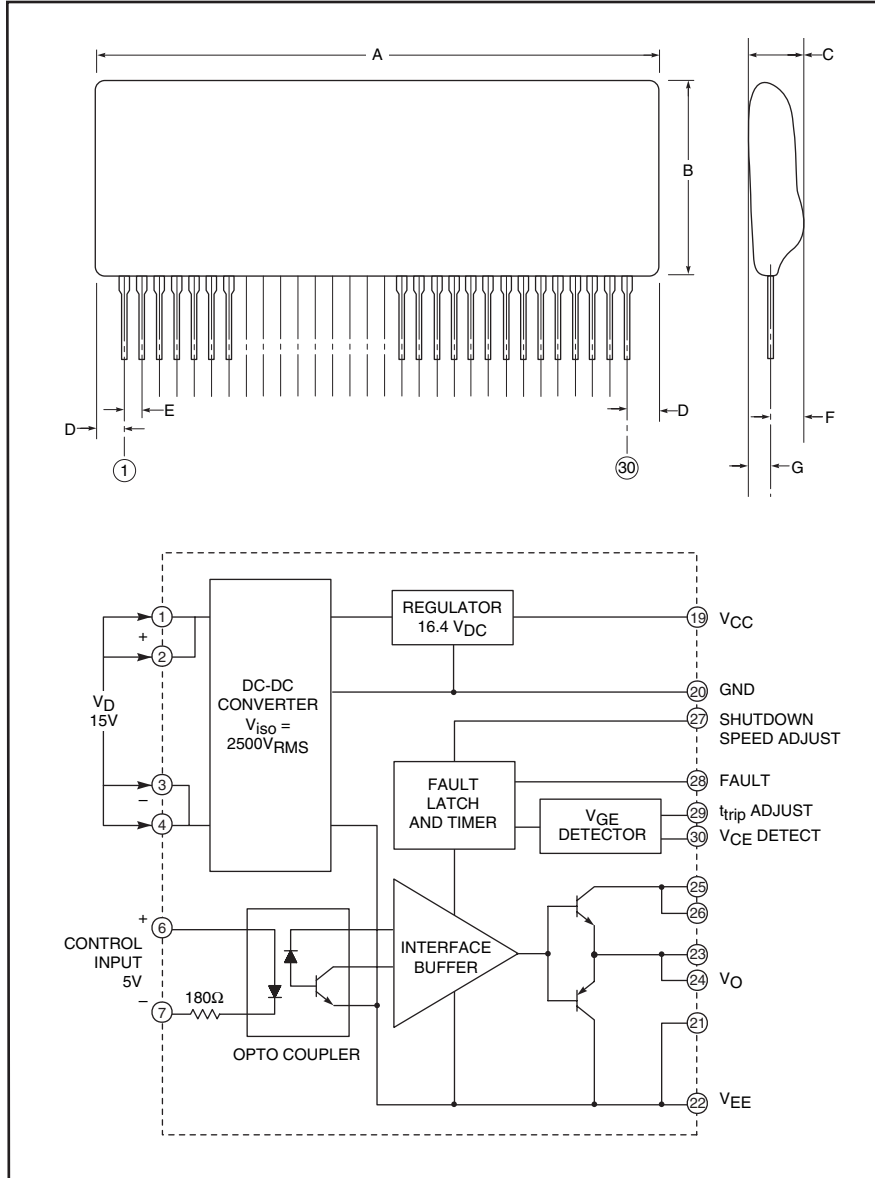 A
C
B
D
E
D
F
G
1
30
1
+
2
VD
15V
3
–
4
DC-DC
CONVERTER
Viso =
2500VRMS
REGULATOR
16.4 VDC
19 VCC
20 GND
27 SHUTDOWN
SPEED ADJUST
FAULT
LATCH
AND TIMER
28 FAULT
VGE
DETECTOR
29 ttrip ADJUST
30 VCE DETECT
25
26
+
6
CONTROL
INPUT
5V
–
7
180Ω
OPTO COUPLER
INTERFACE
BUFFER
23
24 VO
21
22 VEE